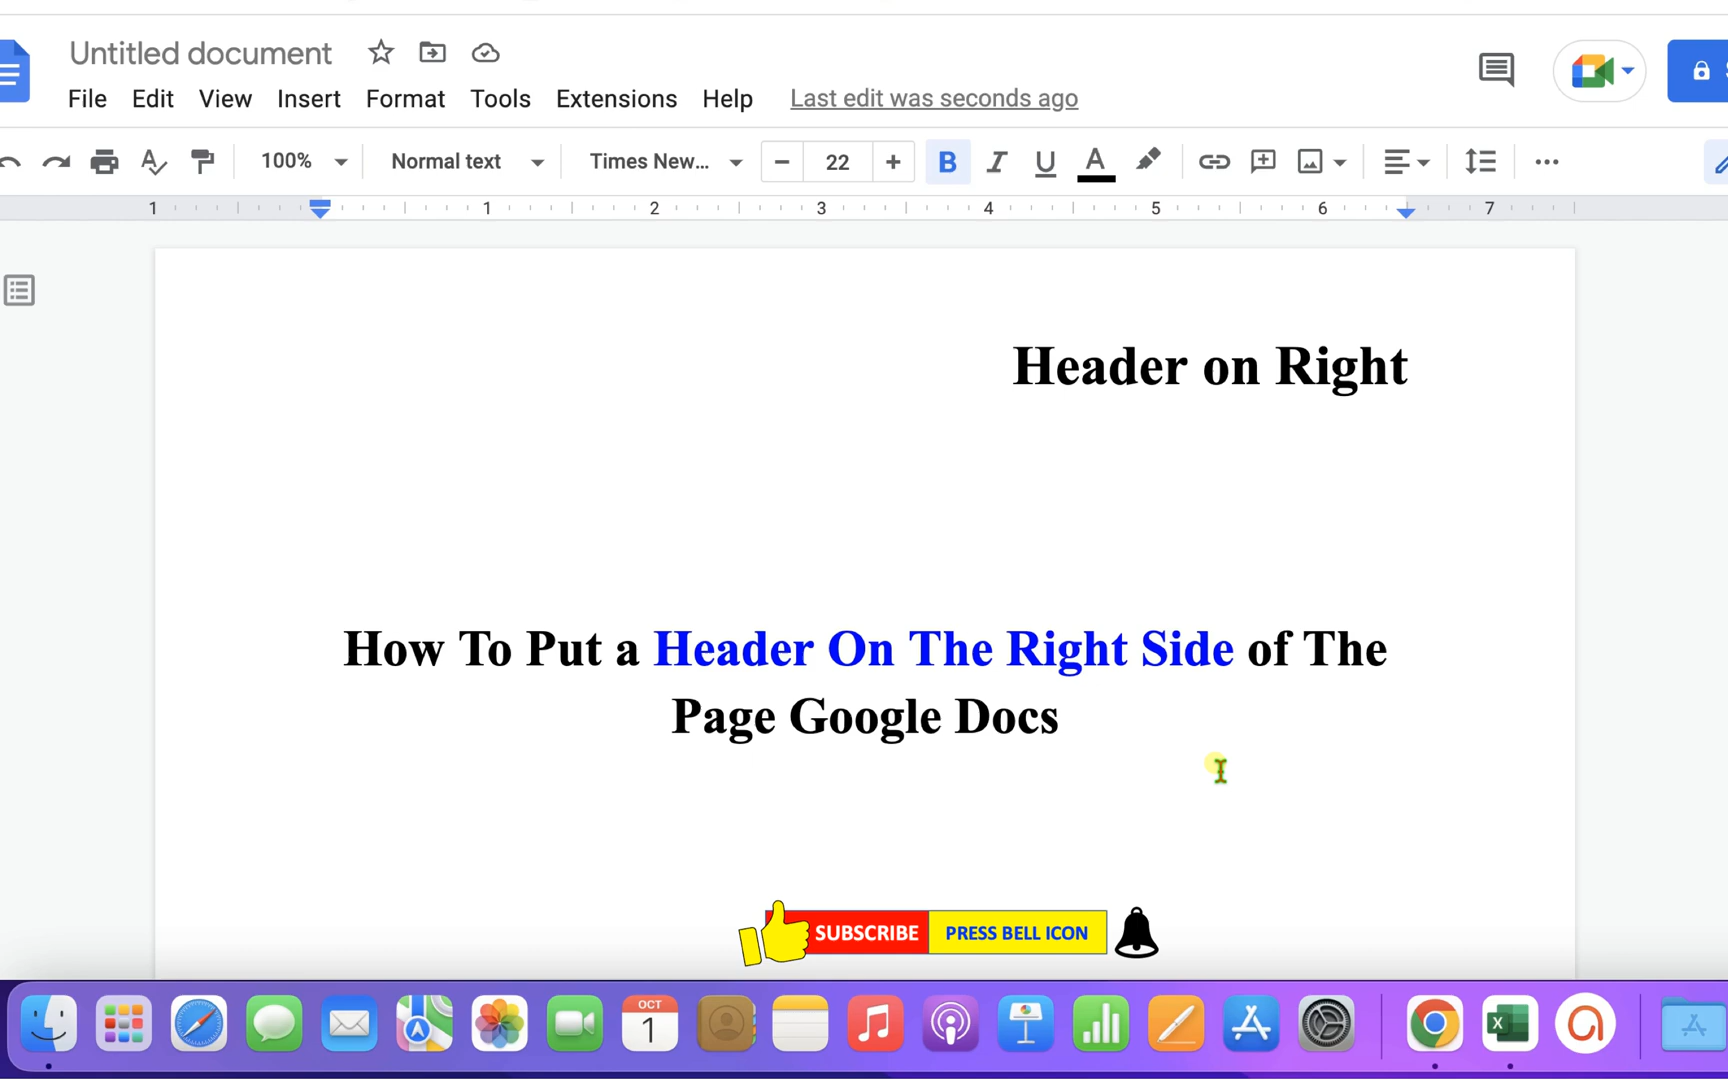 Untitled document
File Edit View Insert Format Tools Extensions Help Last edit was seconds ago
100% Normal text Times New... − 22 + B I U A
1 1 2 3 4 5 6 7
Header on Right
How To Put a Header On The Right Side of The
Page Google Docs
SUBSCRIBE PRESS BELL ICON
OCT
1